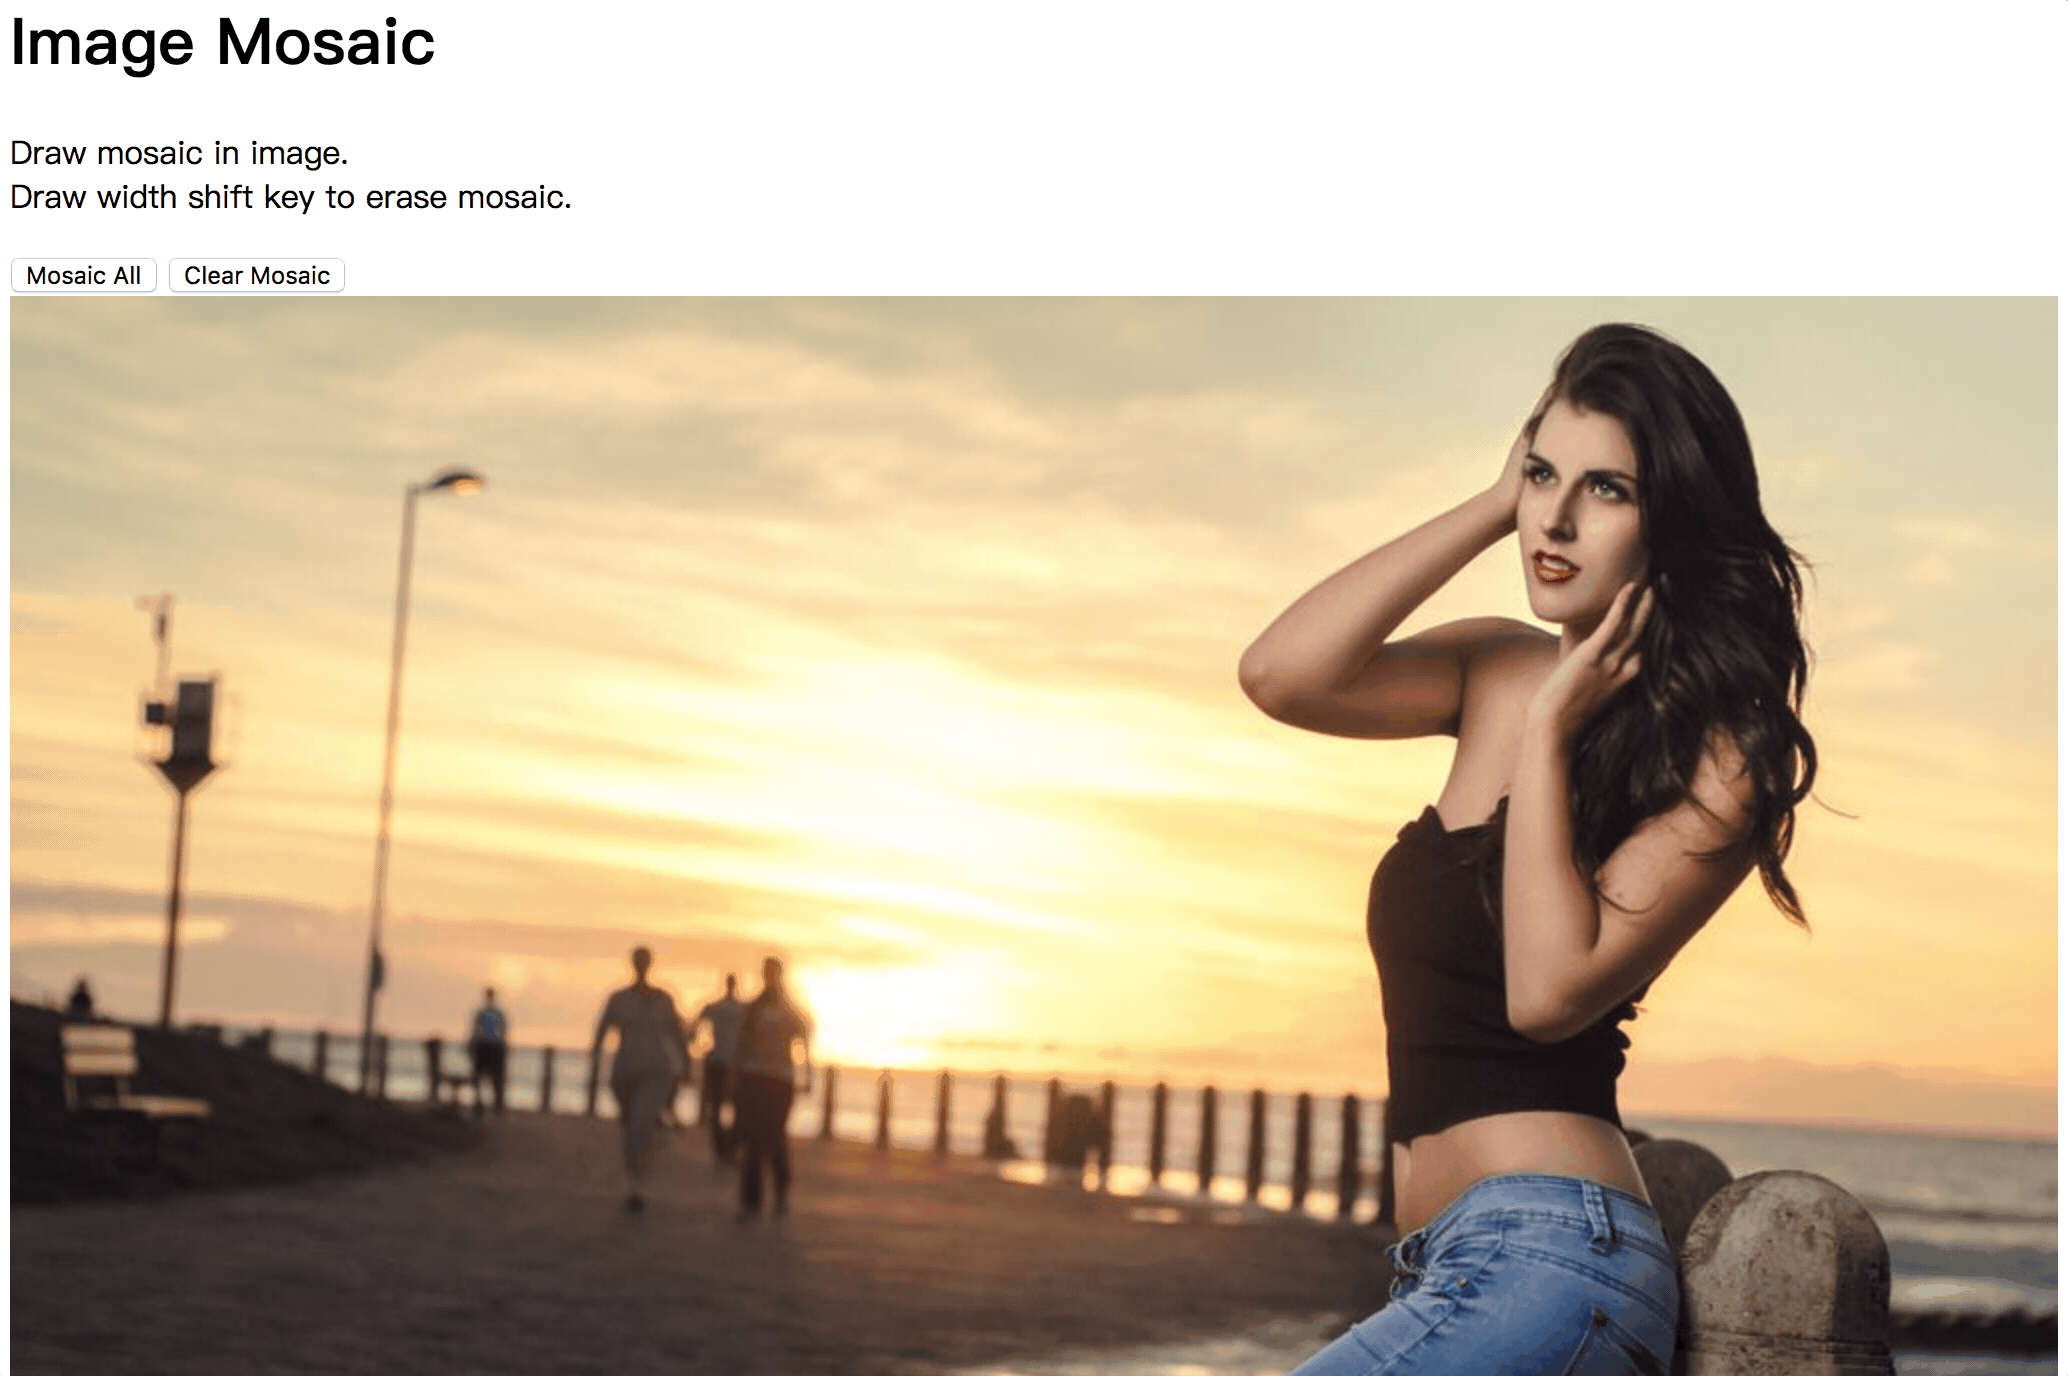 Image Mosaic
Draw mosaic in image.
Draw width shift key to erase mosaic.
Mosaic All Clear Mosaic